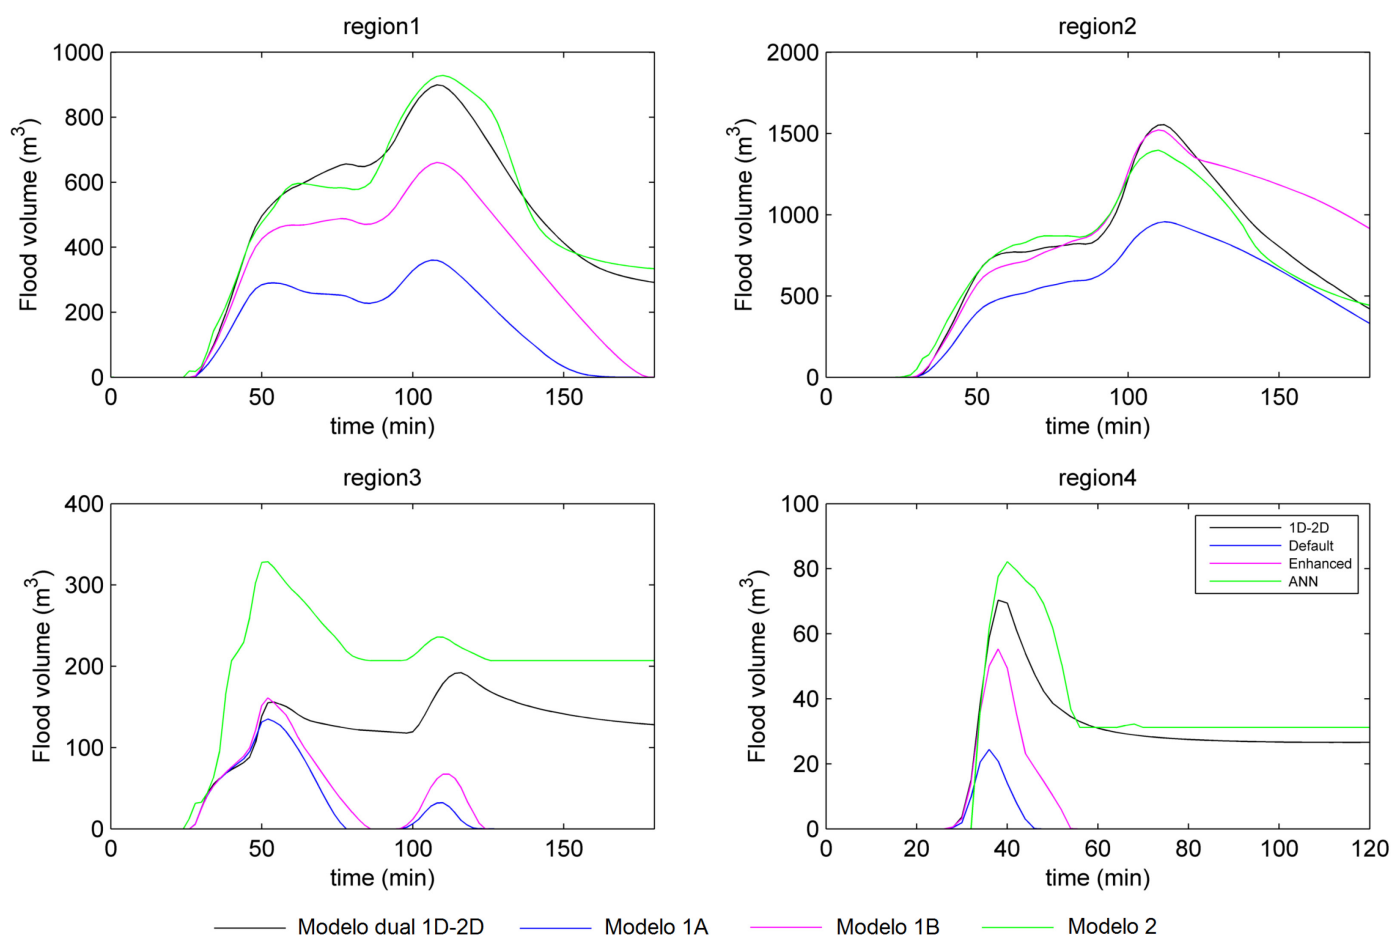 region1
1000
800
600
400
200
0
Flood volume (m³)
0 50 100 150
time (min)
region2
2000
1500
1000
500
0
Flood volume (m³)
0 50 100 150
time (min)
region3
400
300
200
100
0
Flood volume (m³)
0 50 100 150
time (min)
region4
100
80
60
40
20
0
Flood volume (m³)
1D-2D
Default
Enhanced
ANN
0 20 40 60 80 100 120
time (min)
Modelo dual 1D-2D Modelo 1A Modelo 1B Modelo 2